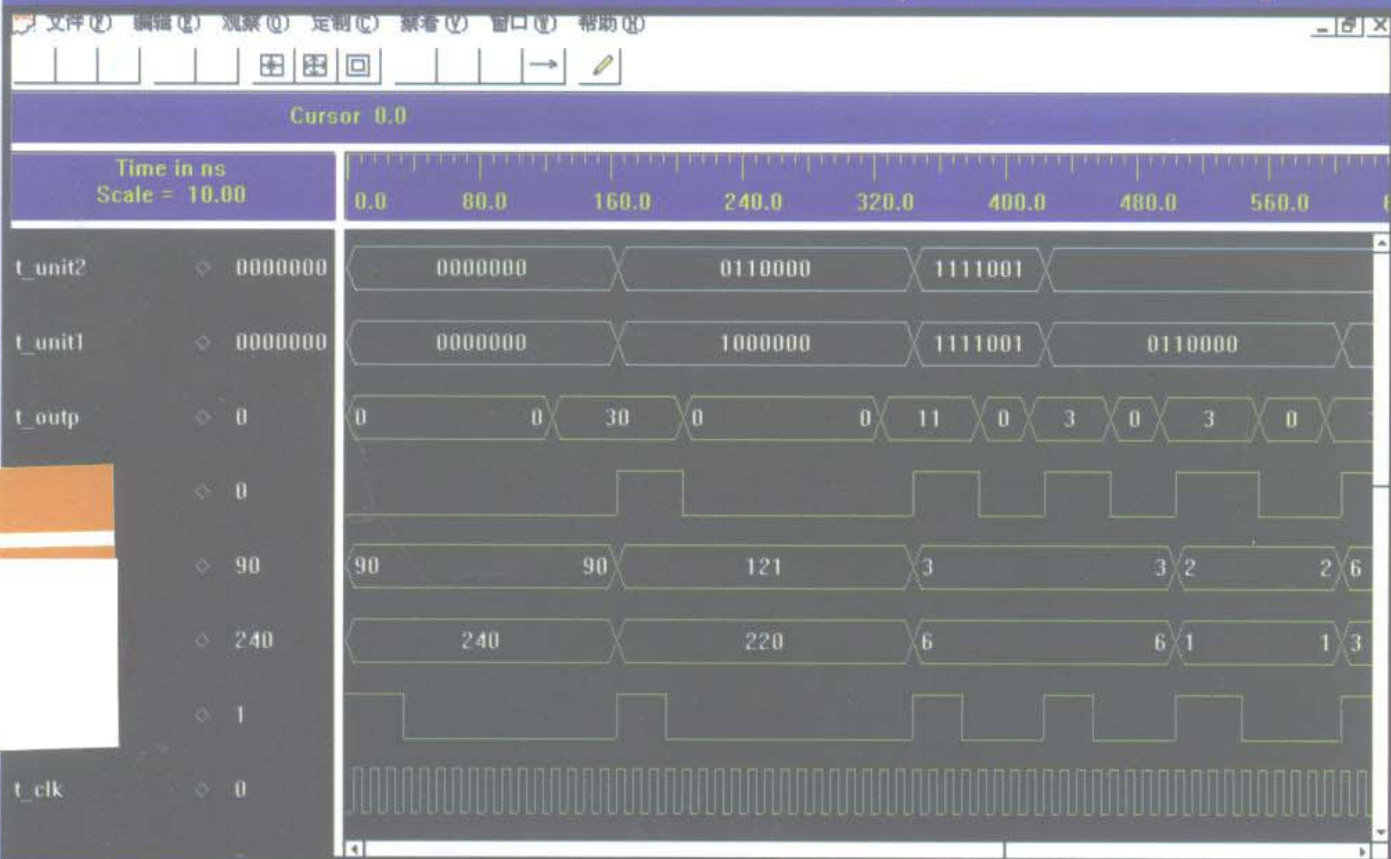 文件(F) 编辑(E) 观察(O) 定制(C) 察看(V) 窗口(W) 帮助(H)
Cursor 0.0
Time in ns
Scale = 10.00
0.0 80.0 160.0 240.0 320.0 400.0 480.0 560.0
t_unit2 0000000 0000000 0110000 1111001
t_unit1 0000000 0000000 1000000 1111001 0110000
t_outp 0 0 0 30 0 0 11 0 3 0 3 0
0
90 90 90 121 3 3 2 2 6
240 240 220 6 6 1 1 3
1
t_clk 0